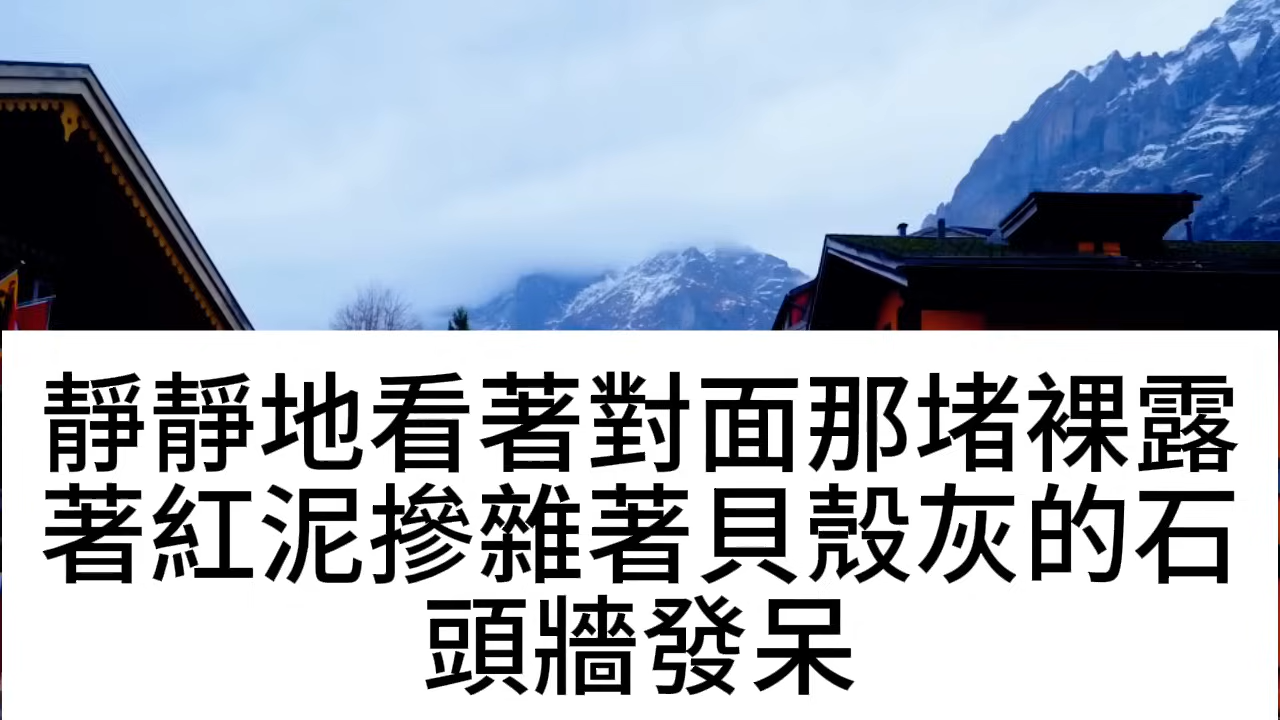 靜靜地看著對面那堵裸露
著紅泥摻雜著貝殼灰的石
頭牆發呆